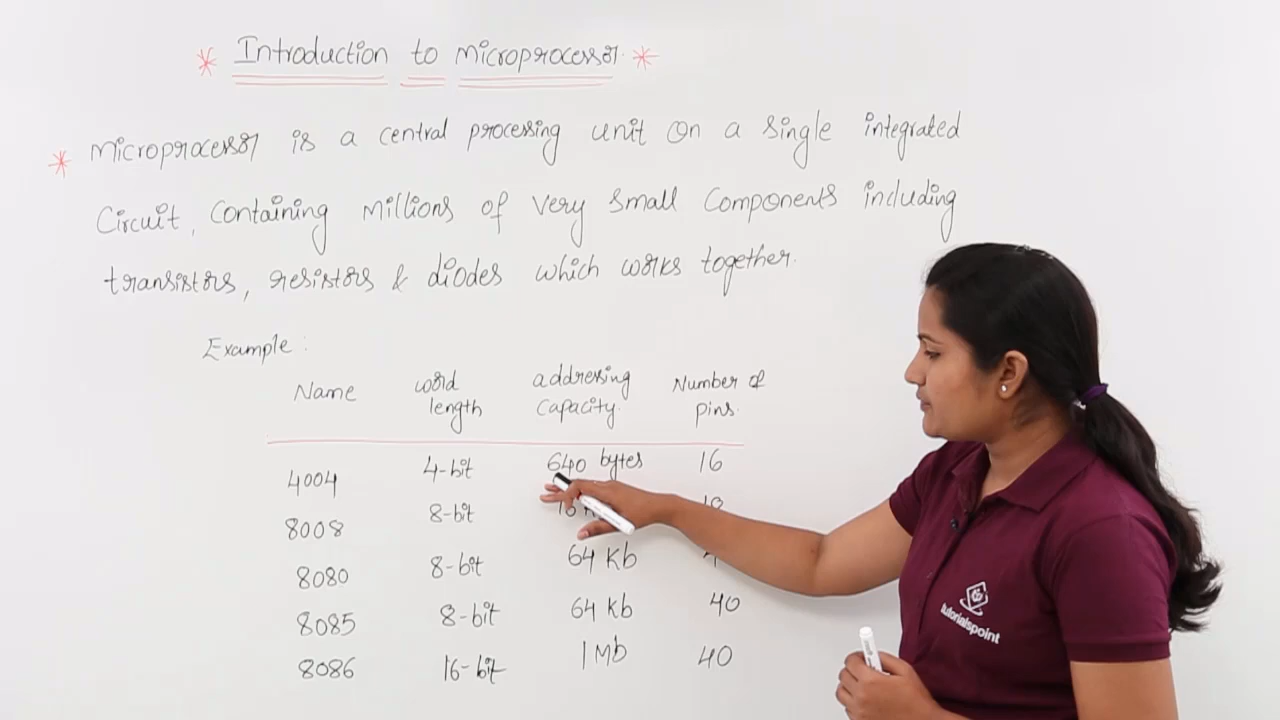 * Introduction to Microprocessor. *
* Microprocessor is a central processing unit on a single integrated
circuit, containing millions of very small components including
transistors, resistors & diodes which works together.
Example :
Name word length addressing capacity. Number of pins.
4004 4-bit 640 bytes 16
8008 8-bit
8080 8-bit 64 Kb
8085 8-bit 64 Kb 40
8086 16-bit 1 Mb 40
tutorialspoint